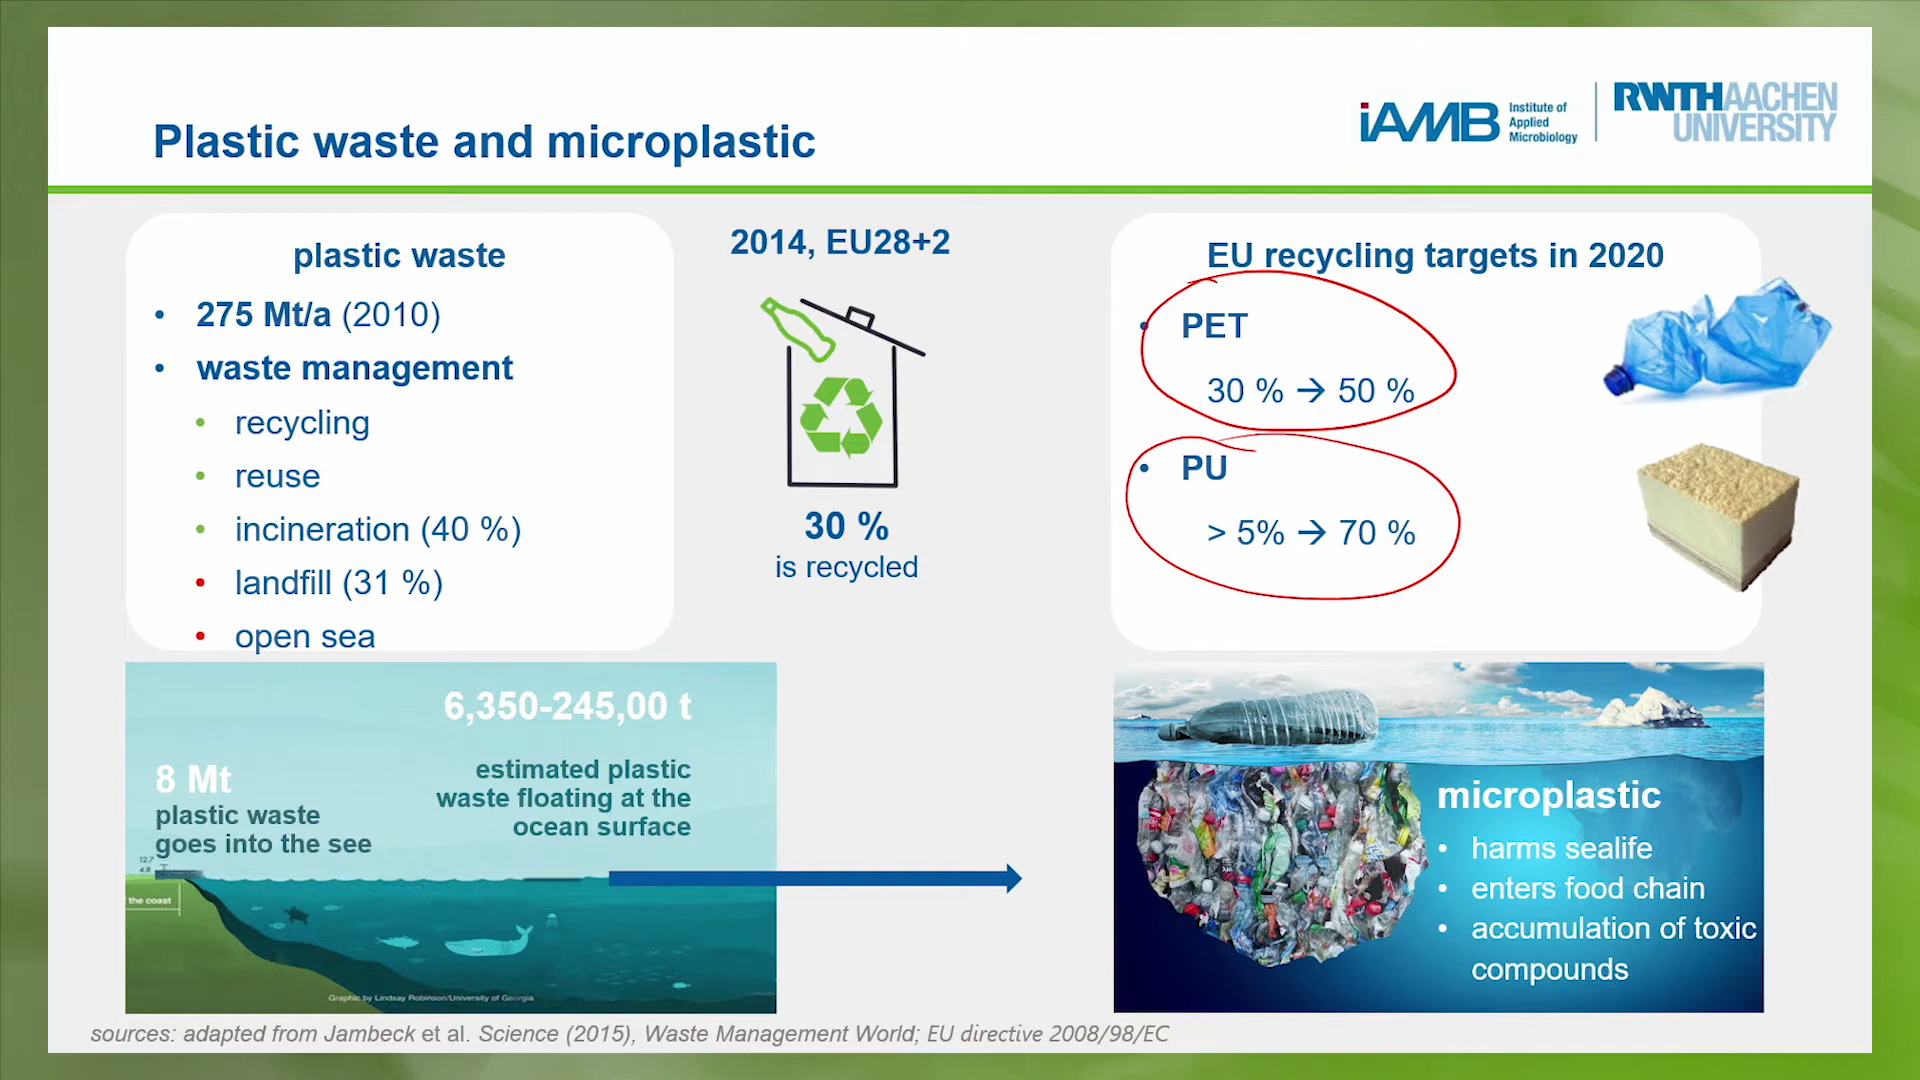 Plastic waste and microplastic
iAMB
Institute of
Applied
Microbiology
RWTHAACHEN
UNIVERSITY
plastic waste
• 275 Mt/a (2010)
• waste management
• recycling
• reuse
• incineration (40 %)
• landfill (31 %)
• open sea
2014, EU28+2
30 %
is recycled
EU recycling targets in 2020
• PET
30 % → 50 %
• PU
> 5% → 70 %
6,350-245,00 t
estimated plastic
waste floating at the
ocean surface
8 Mt
plastic waste
goes into the see
12.7
4.8
the coast
Graphic by Lindsay Robinson/University of Georgia
microplastic
• harms sealife
• enters food chain
• accumulation of toxic
compounds
sources: adapted from Jambeck et al. Science (2015), Waste Management World; EU directive 2008/98/EC